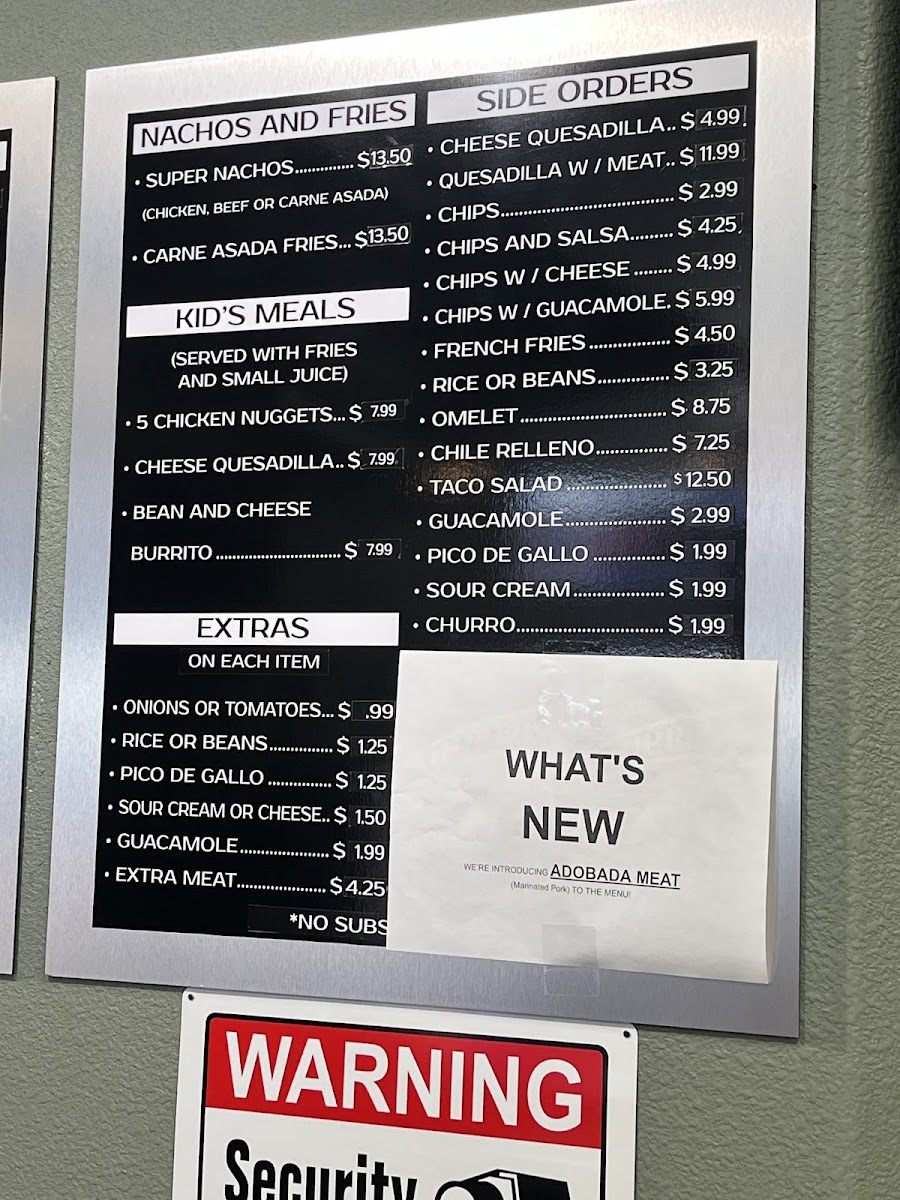 NACHOS AND FRIES
• SUPER NACHOS............. $13.50
(CHICKEN, BEEF OR CARNE ASADA)
• CARNE ASADA FRIES... $13.50
KID'S MEALS
(SERVED WITH FRIES
AND SMALL JUICE)
• 5 CHICKEN NUGGETS... $ 7.99
• CHEESE QUESADILLA.. $ 7.99
• BEAN AND CHEESE
BURRITO ............................ $ 7.99
EXTRAS
ON EACH ITEM
• ONIONS OR TOMATOES... $ .99
• RICE OR BEANS.............. $ 1.25
• PICO DE GALLO .............. $ 1.25
• SOUR CREAM OR CHEESE.. $ 1.50
• GUACAMOLE.................... $ 1.99
• EXTRA MEAT.................... $ 4.25
*NO SUBS
SIDE ORDERS
• CHEESE QUESADILLA.. $ 4.99
• QUESADILLA W / MEAT.. $ 11.99
• CHIPS.................................. $ 2.99
• CHIPS AND SALSA........ $ 4.25
• CHIPS W / CHEESE ........ $ 4.99
• CHIPS W / GUACAMOLE. $ 5.99
• FRENCH FRIES ................ $ 4.50
• RICE OR BEANS.............. $ 3.25
• OMELET............................ $ 8.75
• CHILE RELLENO.............. $ 7.25
• TACO SALAD .................... $ 12.50
• GUACAMOLE.................... $ 2.99
• PICO DE GALLO .............. $ 1.99
• SOUR CREAM.................. $ 1.99
• CHURRO.............................. $ 1.99
WHAT'S
NEW
WE'RE INTRODUCING ADOBADA MEAT
(Marinated Pork) TO THE MENU!
WARNING
Security